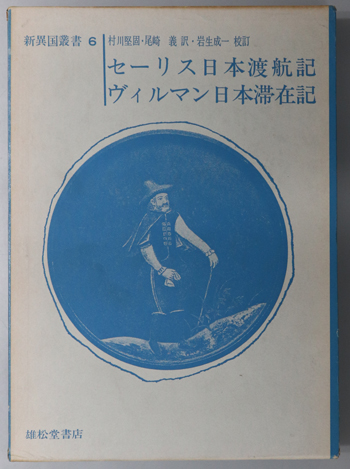 新異国叢書 6
村川堅固・尾崎 義 訳・岩生成一 校訂
セーリス日本渡航記
ヴィルマン日本滞在記
雄松堂書店